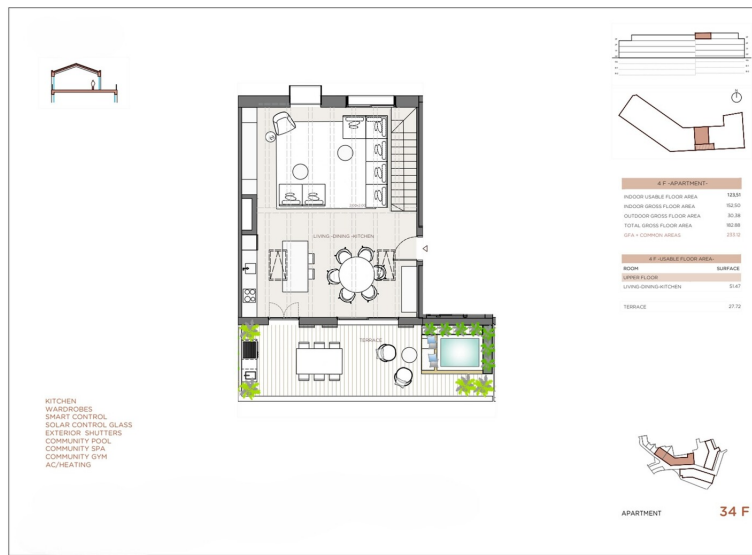 4 F -APARTMENT-
INDOOR USABLE FLOOR AREA 123,51
INDOOR GROSS FLOOR AREA 152.50
OUTDOOR GROSS FLOOR AREA 30.38
TOTAL GROSS FLOOR AREA 182.88
GFA + COMMON AREAS
4 F -USABLE FLOOR AREA-
ROOM SURFACE
UPPER FLOOR
LIVING-DINING-KITCHEN 51.47
TERRACE 27.72
LIVING-DINING-KITCHEN
TERRACE
KITCHEN
WARDROBES
SMART CONTROL
SOLAR CONTROL GLASS
EXTERIOR SHUTTERS
COMMUNITY POOL
COMMUNITY SPA
COMMUNITY GYM
AC/HEATING
APARTMENT 34 F